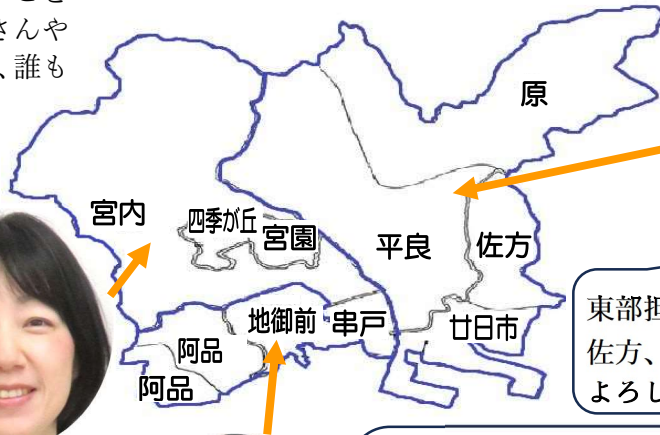 さんや
、誰も
原
宮内
四季が丘
宮園
平良
佐方
地御前
串戸
廿日市
阿品
阿品
東部担
佐方、
よろし